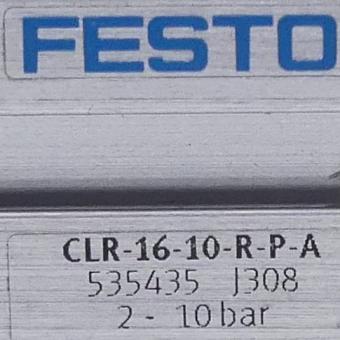 FESTO
CLR-16-10-R-P-A
535435 J308
2 - 10 bar